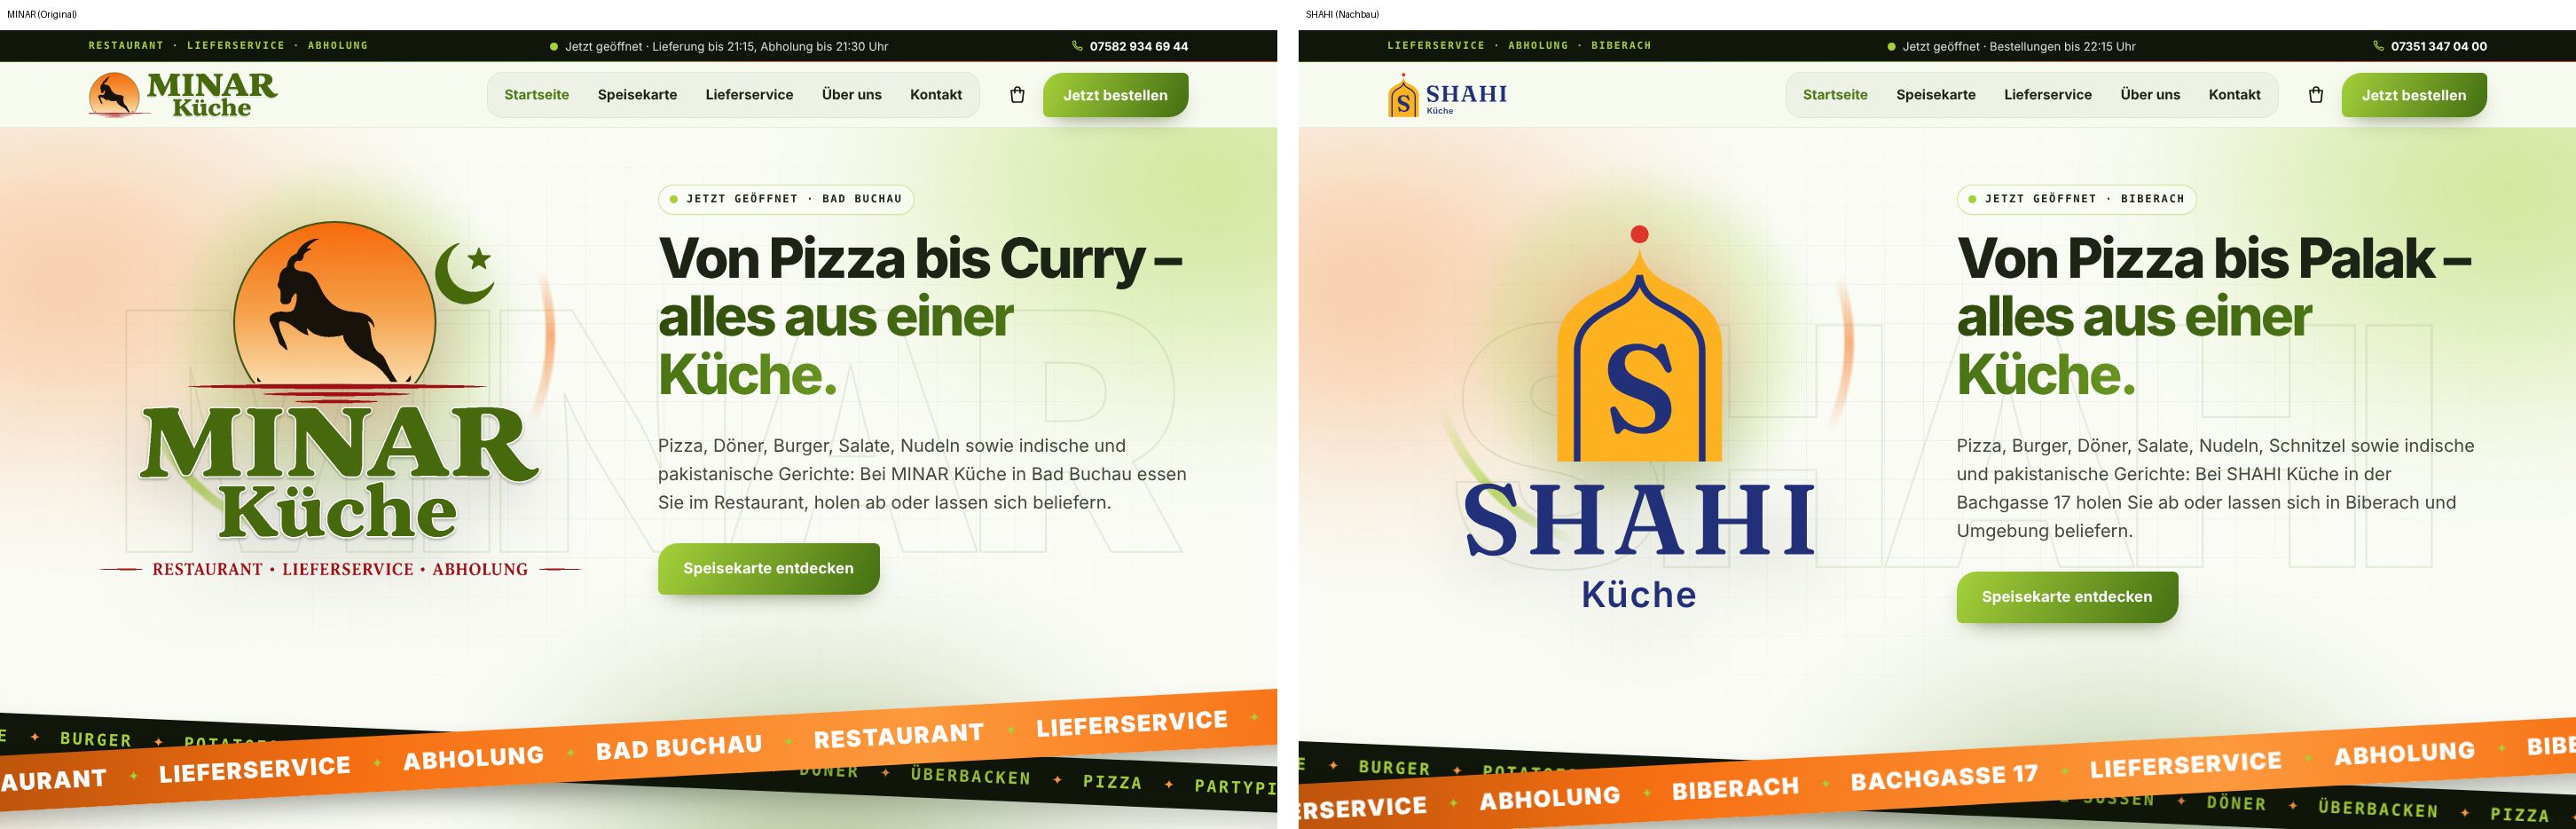 MINAR (Original)
RESTAURANT · LIEFERSERVICE · ABHOLUNG
Jetzt geöffnet · Lieferung bis 21:15, Abholung bis 21:30 Uhr
07582 934 69 44
MINAR
Küche
Startseite
Speisekarte
Lieferservice
Über uns
Kontakt
Jetzt bestellen
MINAR
MINAR
Küche
RESTAURANT • LIEFERSERVICE • ABHOLUNG
JETZT GEÖFFNET · BAD BUCHAU
Von Pizza bis Curry –
alles aus einer
Küche.
Pizza, Döner, Burger, Salate, Nudeln sowie indische und
pakistanische Gerichte: Bei MINAR Küche in Bad Buchau essen
Sie im Restaurant, holen ab oder lassen sich beliefern.
Speisekarte entdecken
E ✦ BURGER ✦ DÖNER ✦ ÜBERBACKEN ✦ PIZZA ✦ PARTYPI
AURANT ✦ LIEFERSERVICE ✦ ABHOLUNG ✦ BAD BUCHAU ✦ RESTAURANT ✦ LIEFERSERVICE ✦
SHAHI (Nachbau)
LIEFERSERVICE · ABHOLUNG · BIBERACH
Jetzt geöffnet · Bestellungen bis 22:15 Uhr
07351 347 04 00
S
SHAHI
Küche
Startseite
Speisekarte
Lieferservice
Über uns
Kontakt
Jetzt bestellen
SHAHI
S
SHAHI
Küche
JETZT GEÖFFNET · BIBERACH
Von Pizza bis Palak –
alles aus einer
Küche.
Pizza, Burger, Döner, Salate, Nudeln, Schnitzel sowie indische
und pakistanische Gerichte: Bei SHAHI Küche in der
Bachgasse 17 holen Sie ab oder lassen sich in Biberach und
Umgebung beliefern.
Speisekarte entdecken
E ✦ BURGER ✦ DÖNER ✦ ÜBERBACKEN ✦ PIZZA
ERSERVICE ✦ ABHOLUNG ✦ BIBERACH ✦ BACHGASSE 17 ✦ LIEFERSERVICE ✦ ABHOLUNG ✦ BIBE